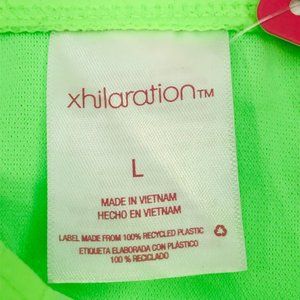 xhilaration™
L
MADE IN VIETNAM
HECHO EN VIETNAM
LABEL MADE FROM 100% RECYCLED PLASTIC
ETIQUETA ELABORADA CON PLÁSTICO
100 % RECICLADO